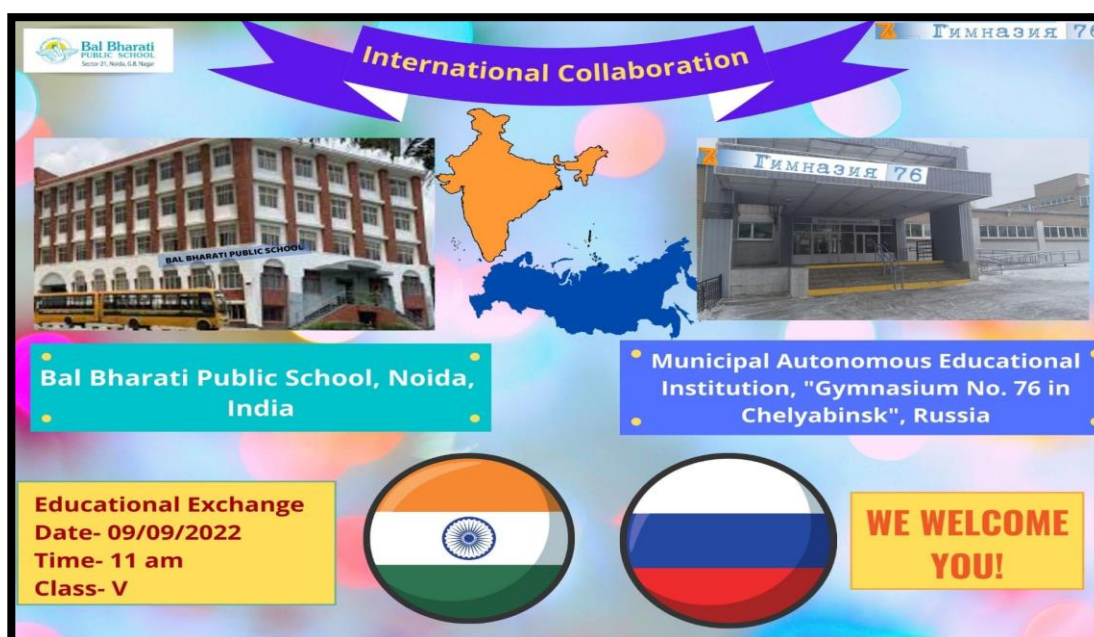 Bal Bharati
PUBLIC SCHOOL
Sector-21, Noida, G.B. Nagar
International Collaboration
Гимназия 76
BAL BHARATI PUBLIC SCHOOL
Гимназия 76
Bal Bharati Public School, Noida,
India
Municipal Autonomous Educational
Institution, "Gymnasium No. 76 in
Chelyabinsk", Russia
Educational Exchange
Date- 09/09/2022
Time- 11 am
Class- V
WE WELCOME
YOU!